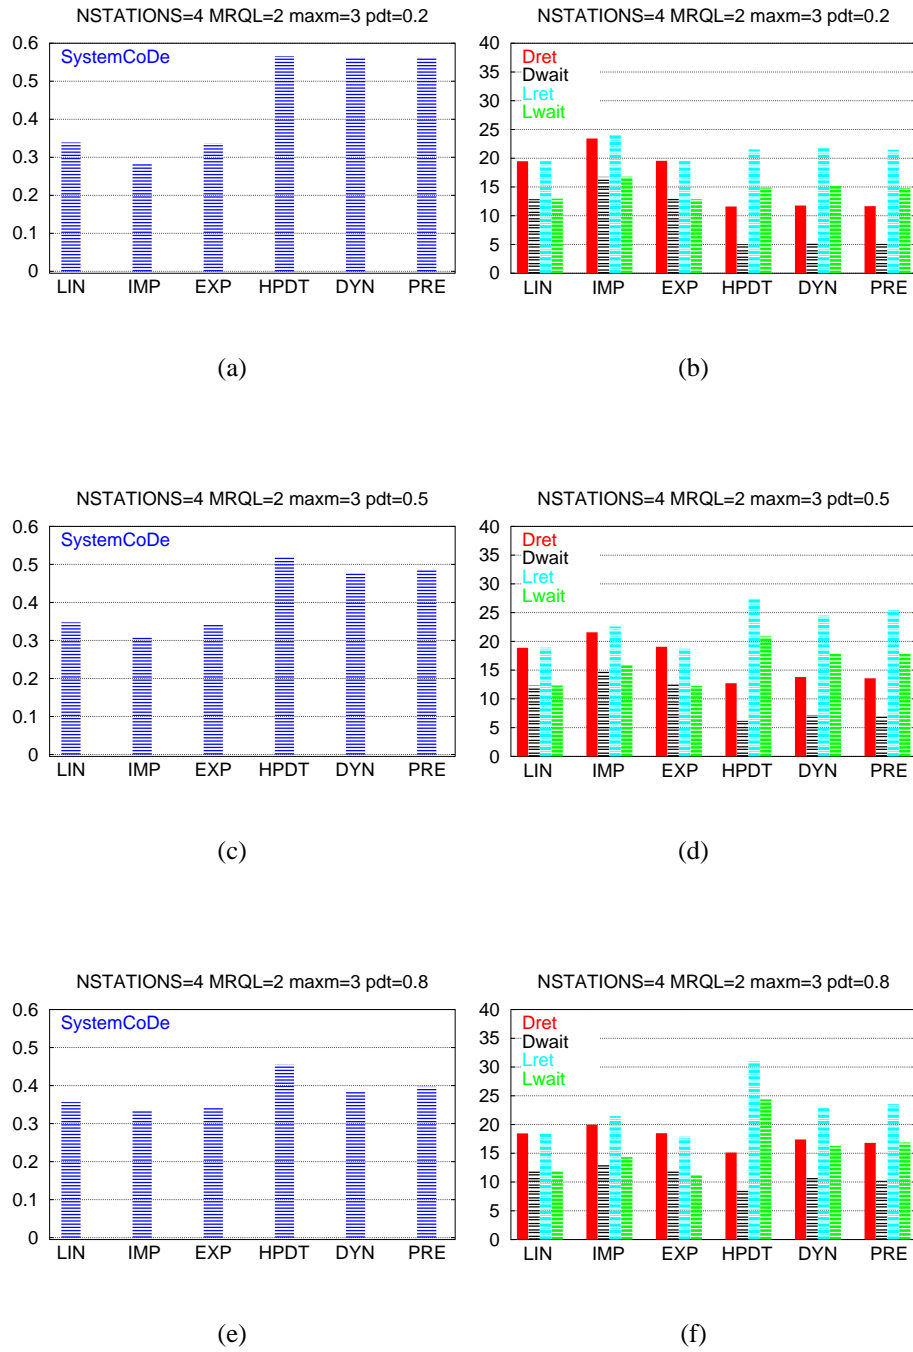 NSTATIONS=4 MRQL=2 maxm=3 pdt=0.2
SystemCoDe
0.6
0.5
0.4
0.3
0.2
0.1
0
LIN IMP EXP HPDT DYN PRE
(a)
NSTATIONS=4 MRQL=2 maxm=3 pdt=0.2
Dret
Dwait
Lret
Lwait
40
35
30
25
20
15
10
5
0
LIN IMP EXP HPDT DYN PRE
(b)
NSTATIONS=4 MRQL=2 maxm=3 pdt=0.5
SystemCoDe
0.6
0.5
0.4
0.3
0.2
0.1
0
LIN IMP EXP HPDT DYN PRE
(c)
NSTATIONS=4 MRQL=2 maxm=3 pdt=0.5
Dret
Dwait
Lret
Lwait
40
35
30
25
20
15
10
5
0
LIN IMP EXP HPDT DYN PRE
(d)
NSTATIONS=4 MRQL=2 maxm=3 pdt=0.8
SystemCoDe
0.6
0.5
0.4
0.3
0.2
0.1
0
LIN IMP EXP HPDT DYN PRE
(e)
NSTATIONS=4 MRQL=2 maxm=3 pdt=0.8
Dret
Dwait
Lret
Lwait
40
35
30
25
20
15
10
5
0
LIN IMP EXP HPDT DYN PRE
(f)